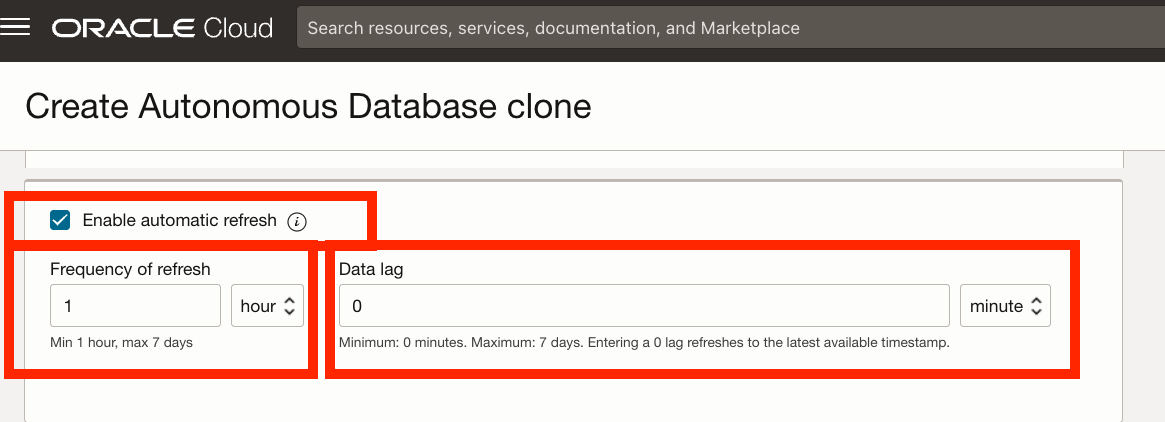 ORACLE Cloud
Search resources, services, documentation, and Marketplace
Create Autonomous Database clone
Enable automatic refresh i
Frequency of refresh
1 hour
Min 1 hour, max 7 days
Data lag
0 minute
Minimum: 0 minutes. Maximum: 7 days. Entering a 0 lag refreshes to the latest available timestamp.